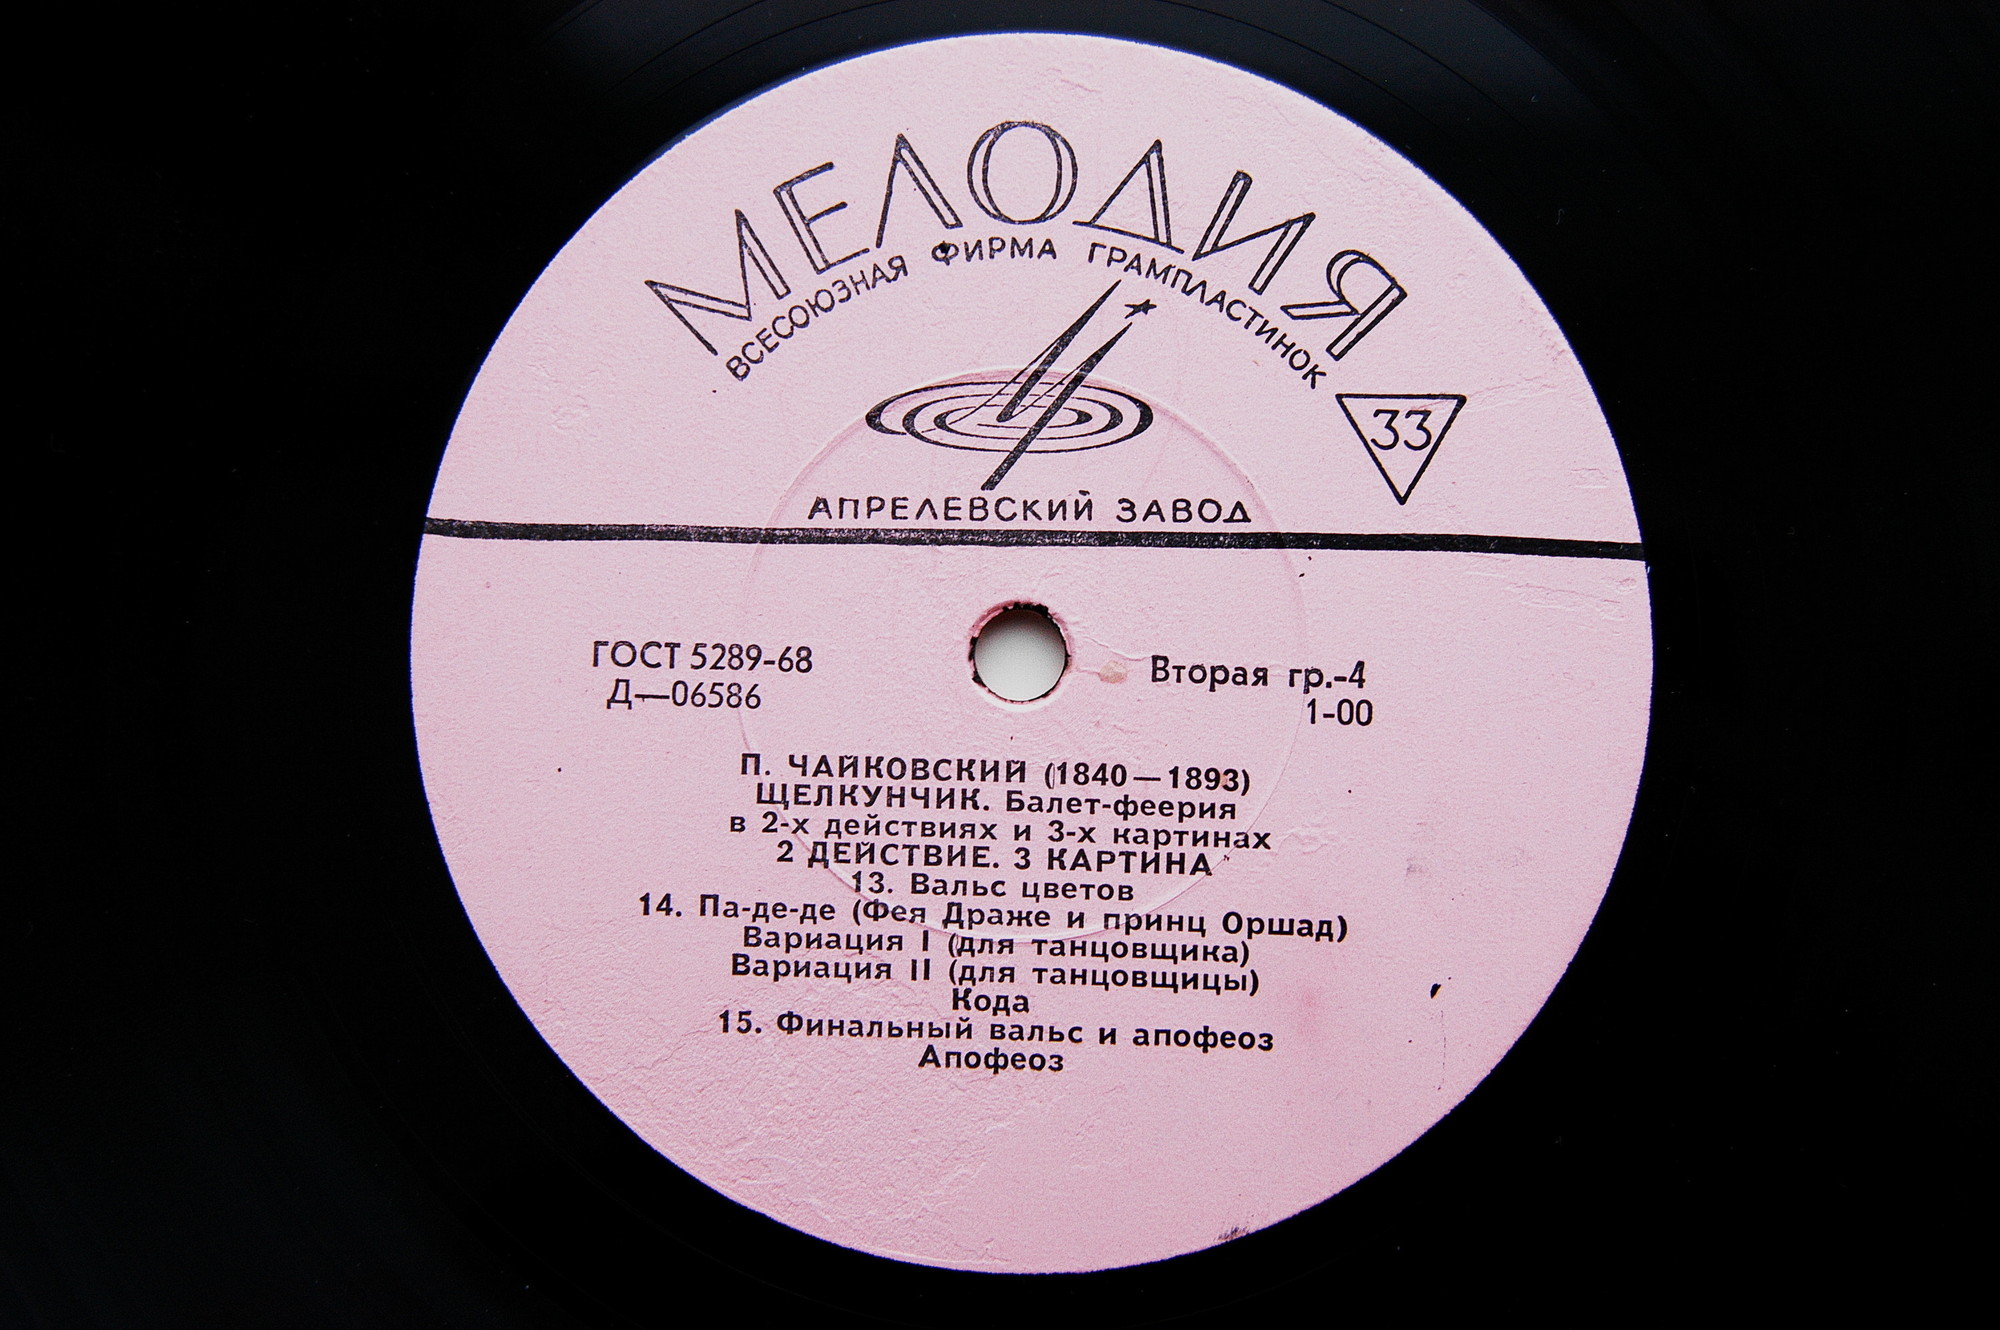 МЕЛОДИЯ
ВСЕСОЮЗНАЯ ФИРМА ГРАМПЛАСТИНОК
33
АПРЕЛЕВСКИЙ ЗАВОД
ГОСТ 5289-68
Д—06586
Вторая гр.-4
1-00
П. ЧАЙКОВСКИЙ (1840—1893)
ЩЕЛКУНЧИК. Балет-феерия
в 2-х действиях и 3-х картинах
2 ДЕЙСТВИЕ. 3 КАРТИНА
13. Вальс цветов
14. Па-де-де (Фея Драже и принц Оршад)
Вариация I (для танцовщика)
Вариация II (для танцовщицы)
Кода
15. Финальный вальс и апофеоз
Апофеоз